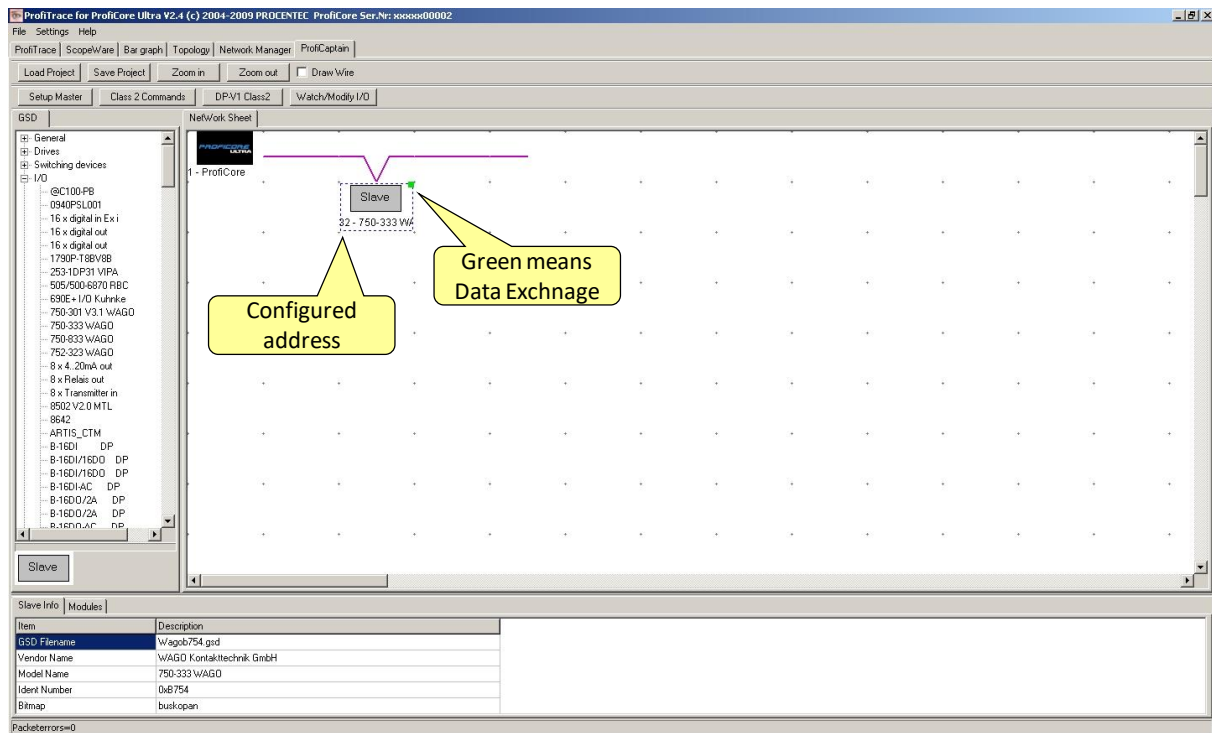 ProfiTrace for ProfiCore Ultra V2.4 (c) 2004-2009 PROCENTEC ProfiCore Ser.Nr: xxxxx00002
File Settings Help
ProfiTrace ScopeWare Bar graph Topology Network Manager ProfiCaptain
Load Project Save Project Zoom in Zoom out Draw Wire
Setup Master Class 2 Commands DP-V1 Class2 Watch/Modify I/O
GSD NetWork Sheet
General
Drives
Switching devices
I/O
@C100-PB
0940PSL001
16 x digital in Ex i
16 x digital out
16 x digital out
1790P-T8BV8B
253-1DP31 VIPA
505/500-6870 RBC
690E+ I/O Kuhnke
750-301 V3.1 WAGO
750-333 WAGO
750-833 WAGO
752-323 WAGO
8 x 4..20mA out
8 x Relais out
8 x Transmitter in
8502 V2.0 MTL
8642
ARTIS_CTM
B-16DI DP
B-16DI/16DO DP
B-16DI/16DO DP
B-16DI-AC DP
B-16DO/2A DP
B-16DO/2A DP
B-16DO-AC DP
Slave
PROFICORE
ULTRA
1 - ProfiCore
Slave
32 - 750-333 WA
Green means
Data Exchnage
Configured
address
Slave Info Modules
Item Description
GSD Filename Wagob754.gsd
Vendor Name WAGO Kontakttechnik GmbH
Model Name 750-333 WAGO
Ident Number 0xB754
Bitmap buskopan
Packeterrors=0